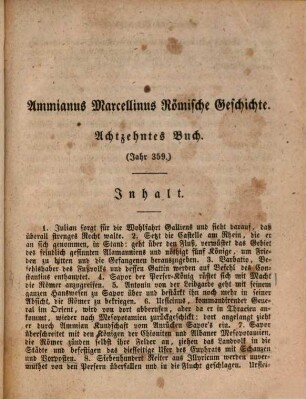 Ammianus Marcellinus Römische Geschichte.
Achtzehntes Buch.
(Jahr 359.)
Inhalt.
1. Julian sorgt für die Wohlfahrt Galliens und sieht darauf, daß
überall strenges Recht walte. 2. Setzt die Castelle am Rhein, die er
an sich genommen, in Stand: geht über den Fluß, verwüstet das Gebiet
des feindlich gesinnten Alamanniens und nöthigt fünf Könige, um Frie-
den zu bitten und die Gefangenen herauszugeben. 3. Barbatio, Be-
fehlshaber des Fußvolks und dessen Gattin werden auf Befehl des Con-
stantius enthauptet. 4. Sapor der Perser-König rüstet sich mit Macht
die Römer anzugreifen. 5. Antonin von der Leibgarde geht mit seinem
ganzen Hauswesen zu Sapor über und bestärkt ihn noch mehr in seiner
Absicht, die Römer zu bekriegen. 6. Ursicinus, kommandirender Gene-
ral im Orient, wird von dort abberufen, aber da er in Thracien an-
kommt, wieder nach Mesopotamien zurückgeschickt: dort angelangt zieht
er durch Ammian Kundschaft vom Anrücken Sapor's ein. 7. Sapor
überschreitet mit den Königen der Chioniten und Albaner Mesopotamien,
die Römer zünden selbst ihre Felder an, ziehen das Landvolk in die
Städte und befestigen das diesseitige Ufer des Euphrats mit Schanzen
und Vorposten. 8. Siebenhundert Reiter aus Illyricum werden unver-
muthet von den Persern überfallen und in die Flucht geschlagen. Ursici-